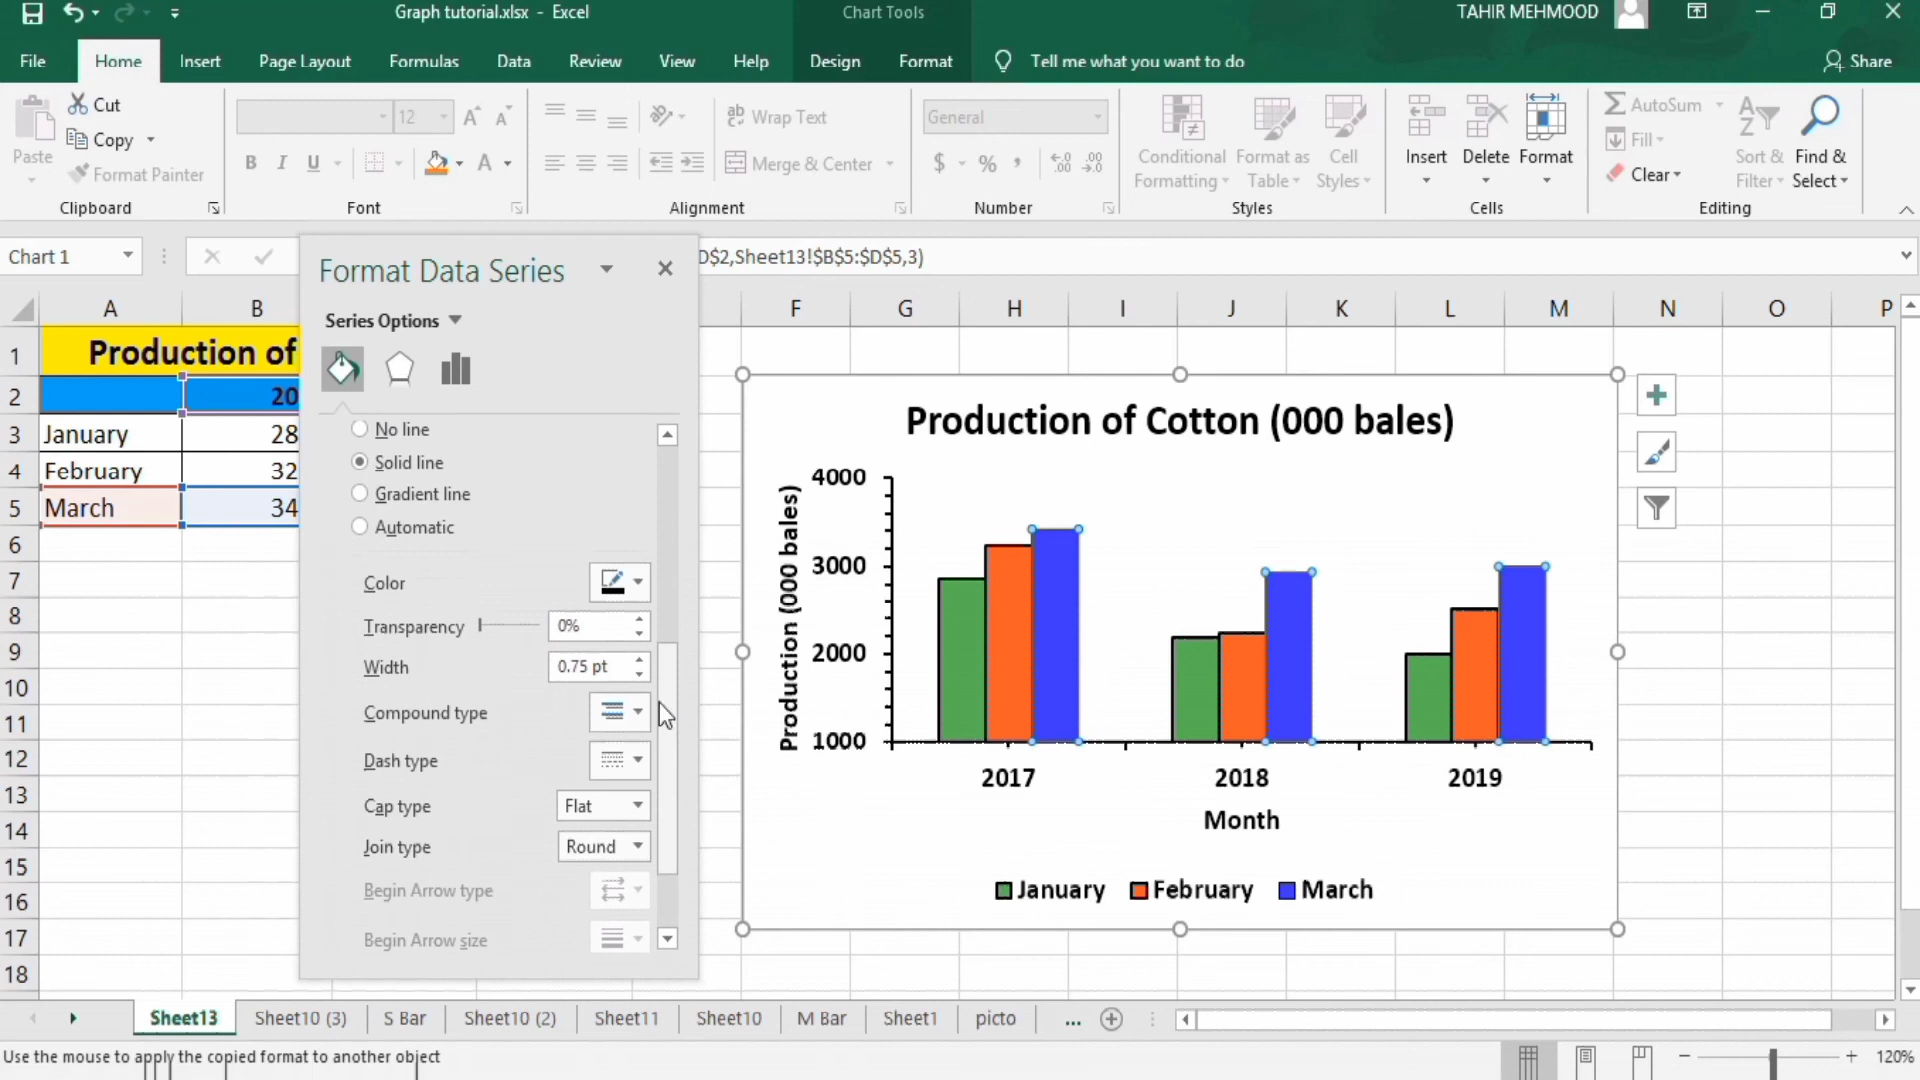 Graph tutorial.xlsx - Excel
Chart Tools
TAHIR MEHMOOD
File Home Insert Page Layout Formulas Data Review View Help Design Format Tell me what you want to do Share
Paste
Cut
Copy
Format Painter
Clipboard
12
B I U A
Font
Wrap Text
Merge & Center
Alignment
General
$ % ,
Number
Conditional Formatting
Format as Table
Cell Styles
Styles
Insert Delete Format
Cells
AutoSum
Fill
Clear
Sort & Filter
Find & Select
Editing
Chart 1
D$2,Sheet13!$B$5:$D$5,3)
A B F G H I J K L M N O P
1 Production of
2 20
3 January 28
4 February 32
5 March 34
6
7
8
9
10
11
12
13
14
15
16
17
18
Format Data Series
Series Options
No line
Solid line
Gradient line
Automatic
Color
Transparency 0%
Width 0.75 pt
Compound type
Dash type
Cap type Flat
Join type Round
Begin Arrow type
Begin Arrow size
Production of Cotton (000 bales)
Production (000 bales)
4000
3000
2000
1000
2017 2018 2019
Month
January February March
Sheet13 Sheet10 (3) S Bar Sheet10 (2) Sheet11 Sheet10 M Bar Sheet1 picto ...
Use the mouse to apply the copied format to another object
120%